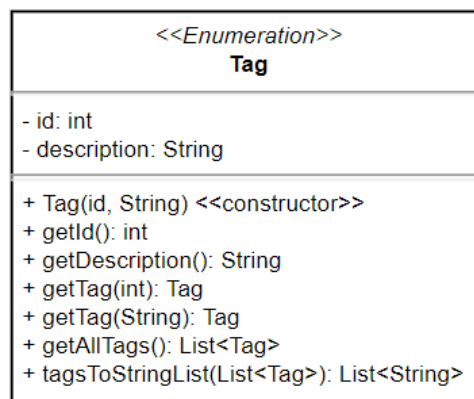 <<Enumeration>>
Tag
- id: int
- description: String
+ Tag(id, String) <<constructor>>
+ getId(): int
+ getDescription(): String
+ getTag(int): Tag
+ getTag(String): Tag
+ getAllTags(): List<Tag>
+ tagsToStringList(List<Tag>): List<String>